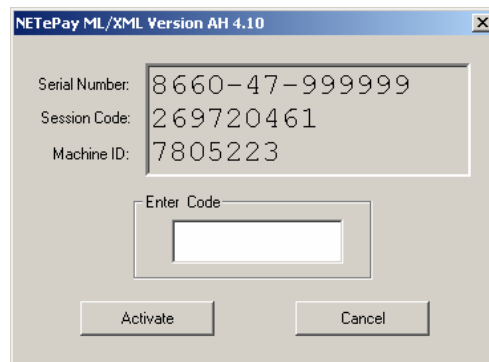 NETePay ML/XML Version AH 4.10
Serial Number: 8660-47-999999
Session Code: 269720461
Machine ID: 7805223
Enter Code
Activate Cancel